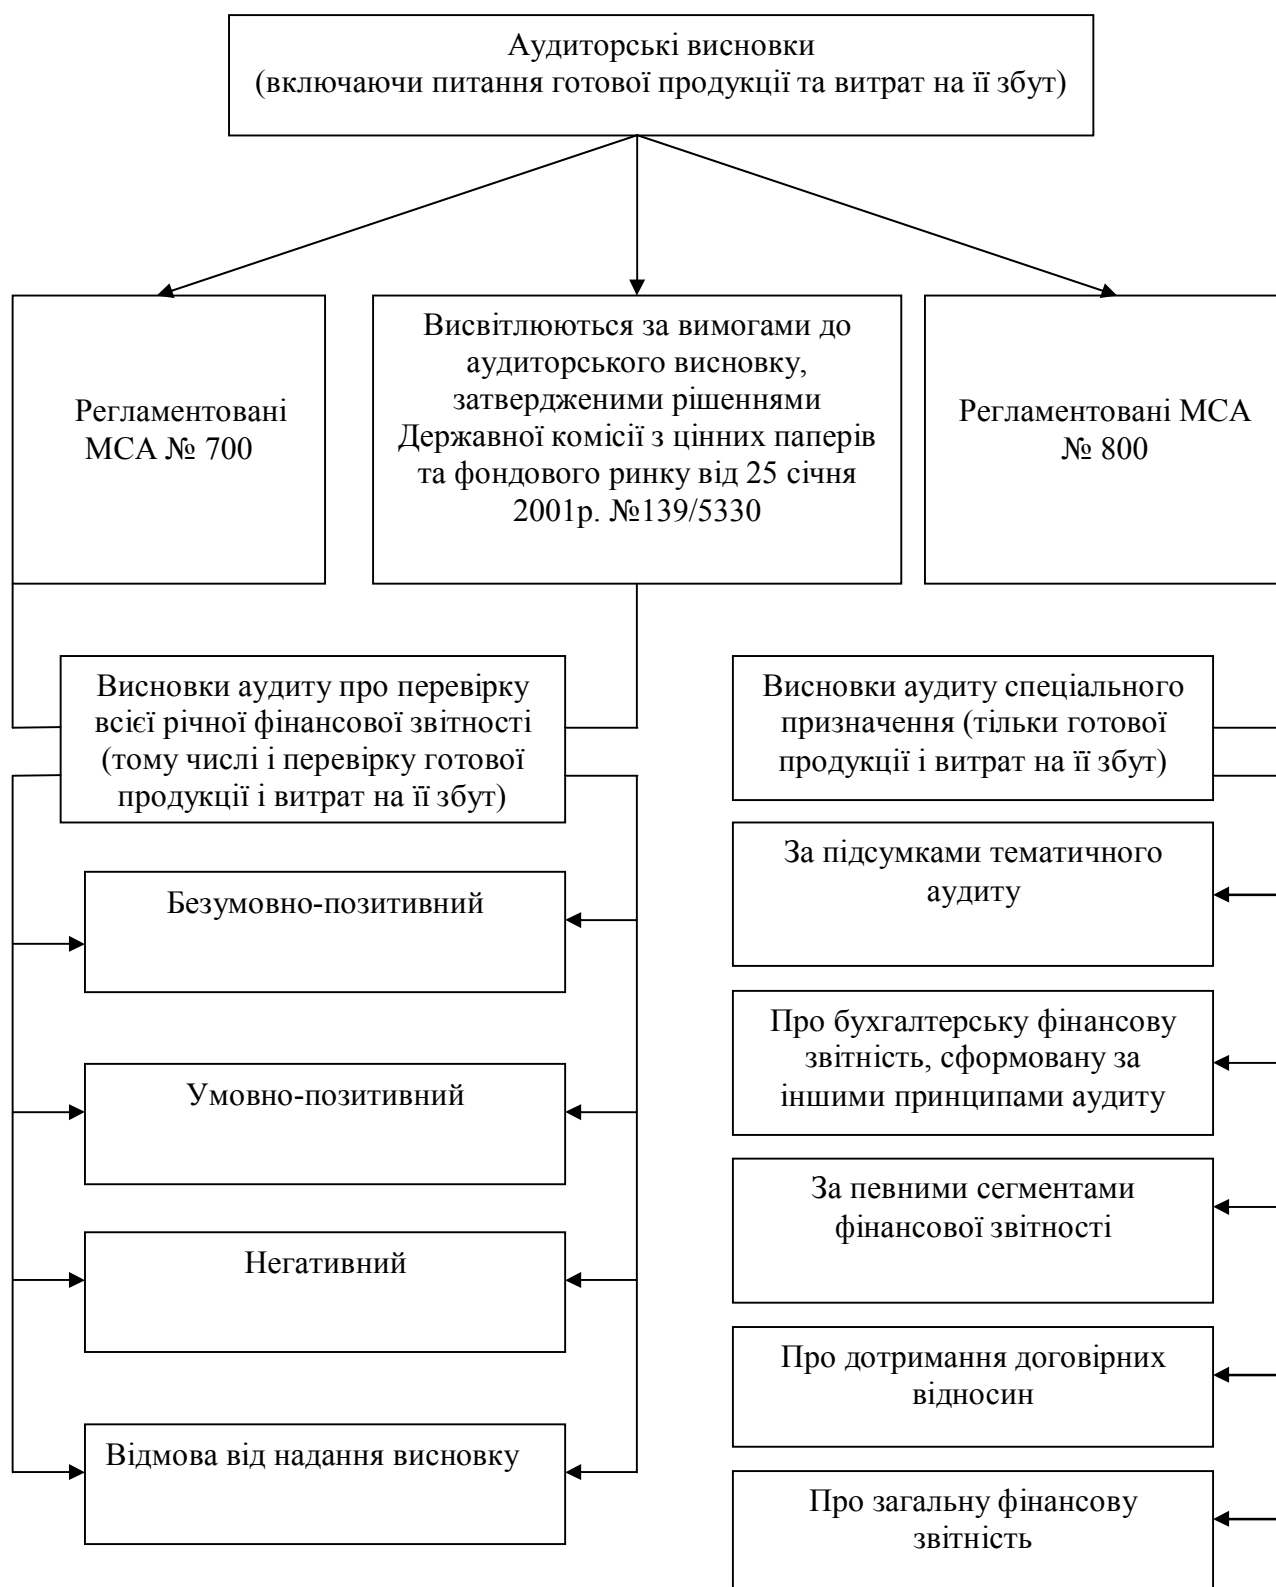 Аудиторські висновки
(включаючи питання готової продукції та витрат на її збут)
Регламентовані
МСА № 700
Висвітлюються за вимогами до
аудиторського висновку,
затвердженими рішеннями
Державної комісії з цінних паперів
та фондового ринку від 25 січня
2001р. №139/5330
Регламентовані МСА
№ 800
Висновки аудиту про перевірку
всієї річної фінансової звітності
(тому числі і перевірку готової
продукції і витрат на її збут)
Безумовно-позитивний
Умовно-позитивний
Негативний
Відмова від надання висновку
Висновки аудиту спеціального
призначення (тільки готової
продукції і витрат на її збут)
За підсумками тематичного
аудиту
Про бухгалтерську фінансову
звітність, сформовану за
іншими принципами аудиту
За певними сегментами
фінансової звітності
Про дотримання договірних
відносин
Про загальну фінансову
звітність